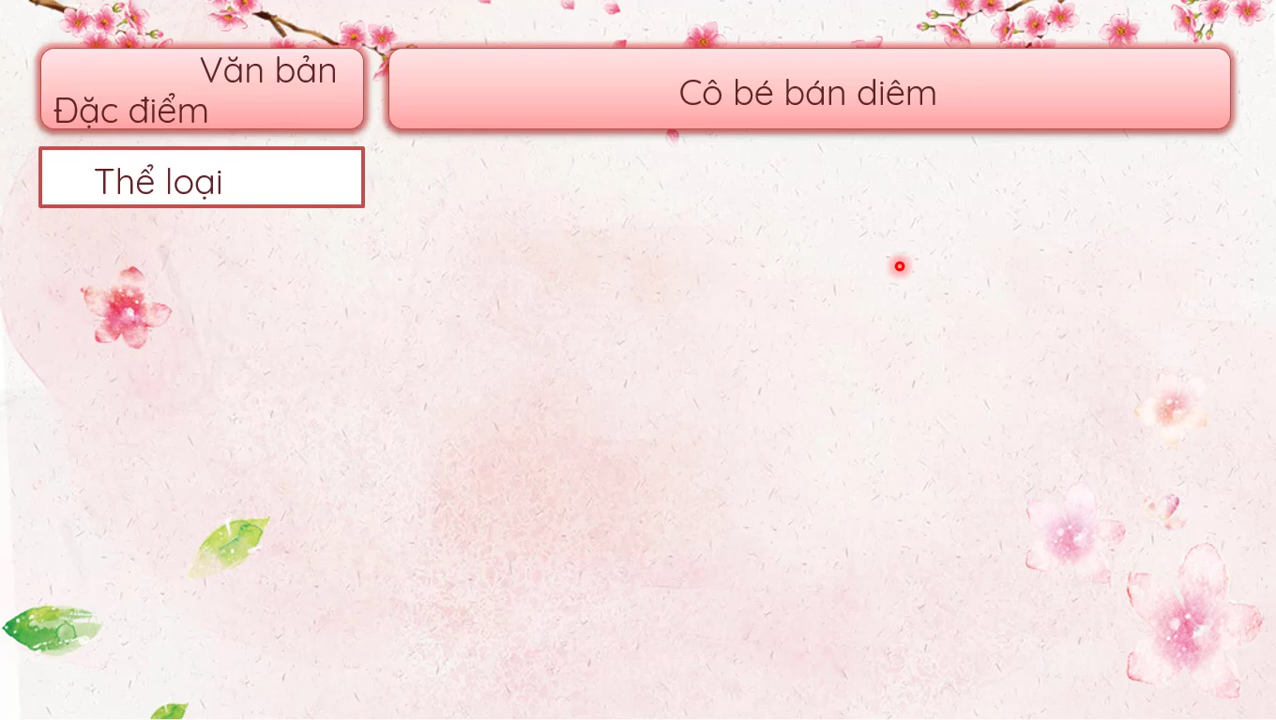 Văn bản
Đặc điểm
Cô bé bán diêm
Thể loại